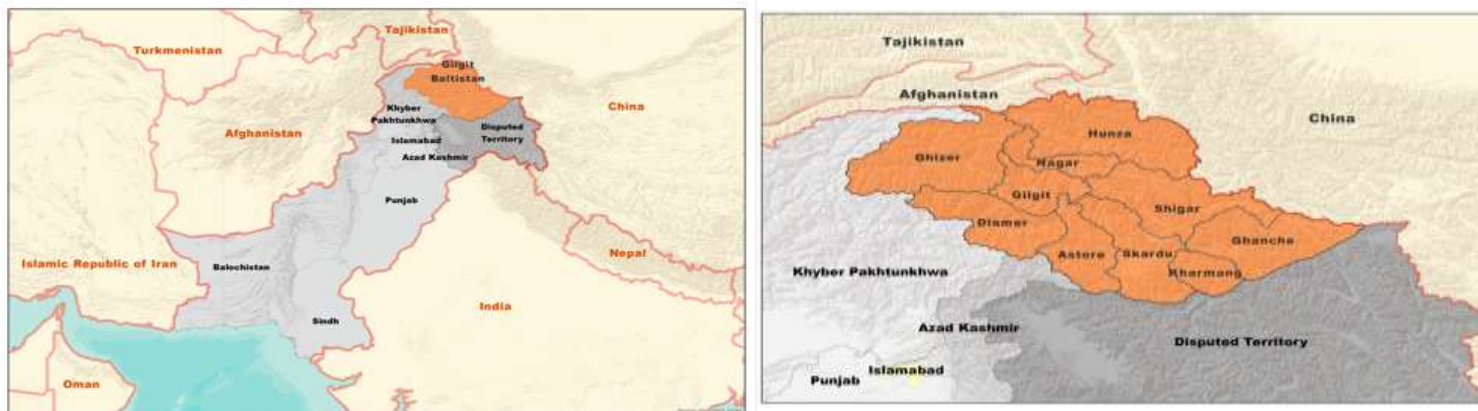 Tajikistan
Turkmenistan
Gilgit
Baltistan
China
Khyber
Pakhtunkhwa
Afghanistan
Disputed
Territory
Islamabad
Azad Kashmir
Punjab
Nepal
Islamic Republic of Iran
Balochistan
India
Sindh
Oman
Tajikistan
Afghanistan
China
Hunza
Ghizer
Nagar
Gilgit
Shigar
Diamer
Ghanche
Astore
Skardu
Kharmang
Khyber Pakhtunkhwa
Azad Kashmir
Disputed Territory
Islamabad
Punjab